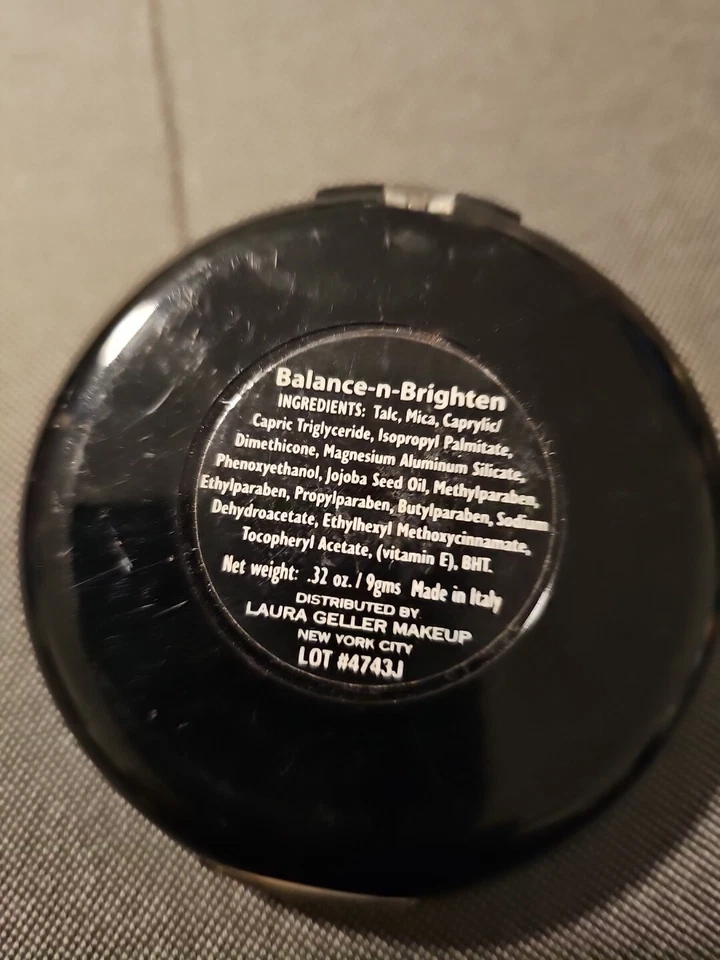 Balance-n-Brighten
INGREDIENTS: Talc, Mica, Caprylic/
Capric Triglyceride, Isopropyl Palmitate,
Dimethicone, Magnesium Aluminum Silicate,
Phenoxyethanol, Jojoba Seed Oil, Methylparaben,
Ethylparaben, Propylparaben, Butylparaben, Sodium
Dehydroacetate, Ethylhexyl Methoxycinnamate,
Tocopheryl Acetate, (vitamin E), BHT.
Net weight: .32 oz. / 9gms Made in Italy
DISTRIBUTED BY
LAURA GELLER MAKEUP
NEW YORK CITY
LOT #4743J